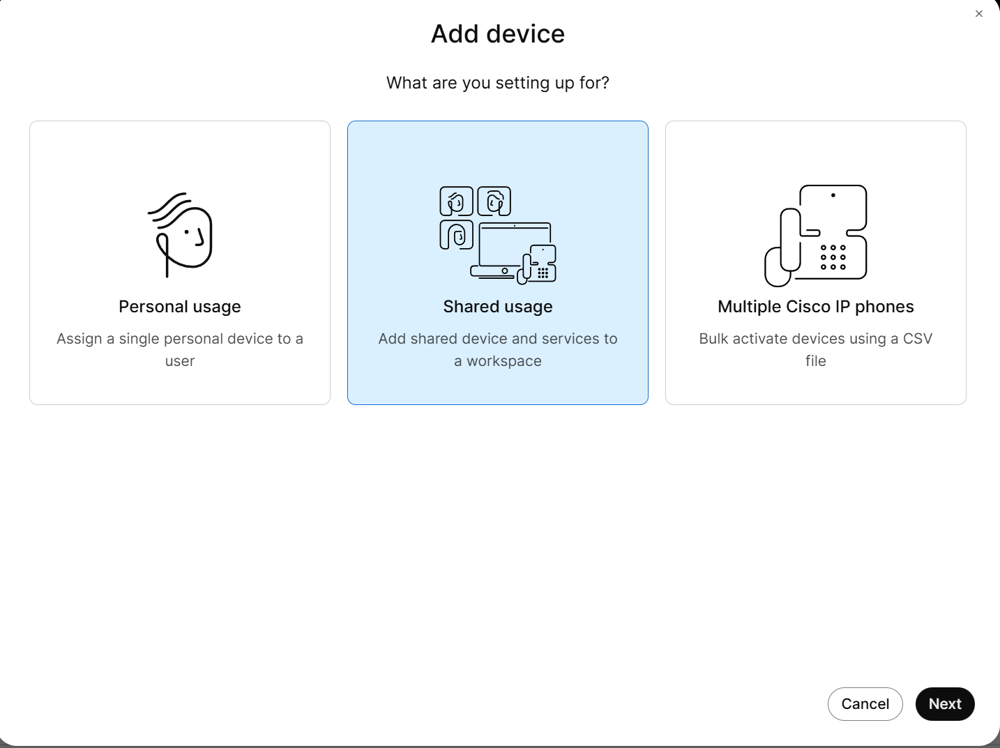 Add device
What are you setting up for?
Personal usage
Assign a single personal device to a
user
Shared usage
Add shared device and services to
a workspace
Multiple Cisco IP phones
Bulk activate devices using a CSV
file
Cancel
Next